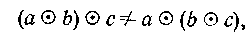 (a ⊙ b) ⊙ c ≠ a ⊙ (b ⊙ c),